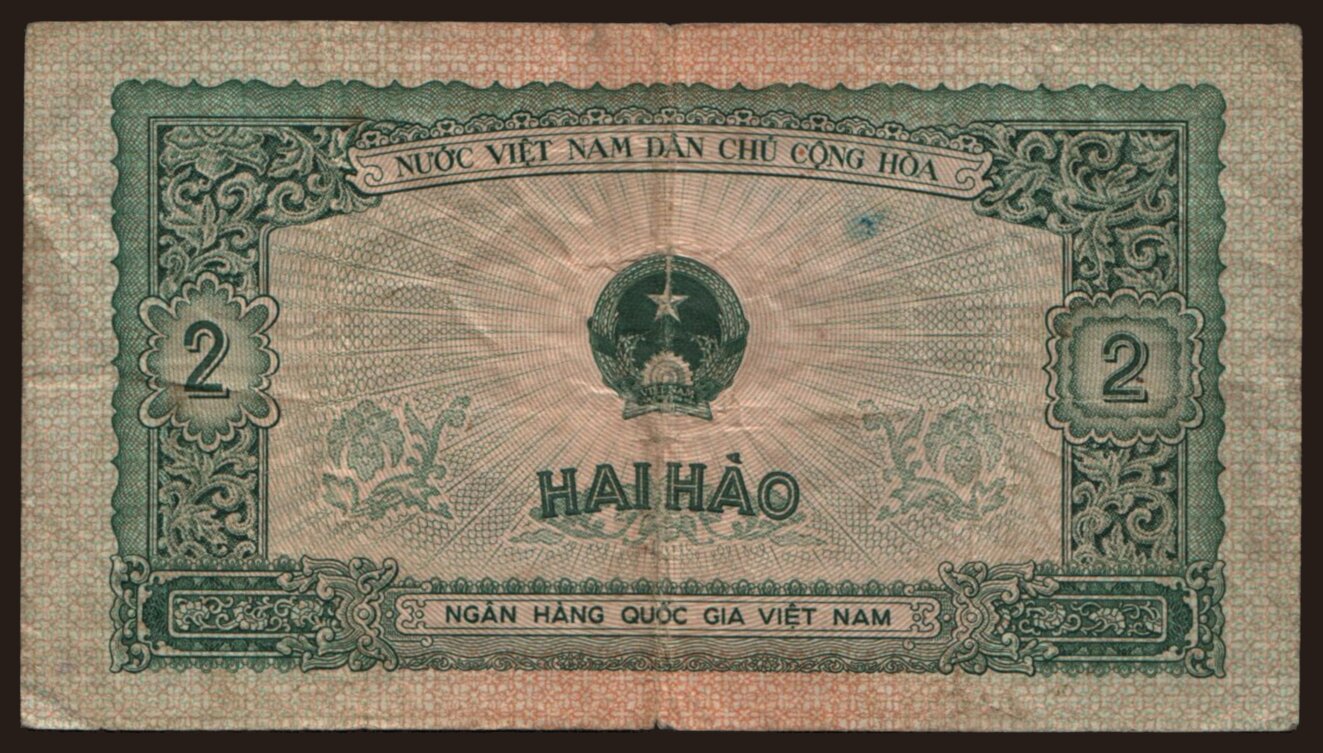 NƯỚC VIỆT NAM DÂN CHỦ CỘNG HÒA
2
2
HAI HÀO
NGÂN HÀNG QUỐC GIA VIỆT NAM